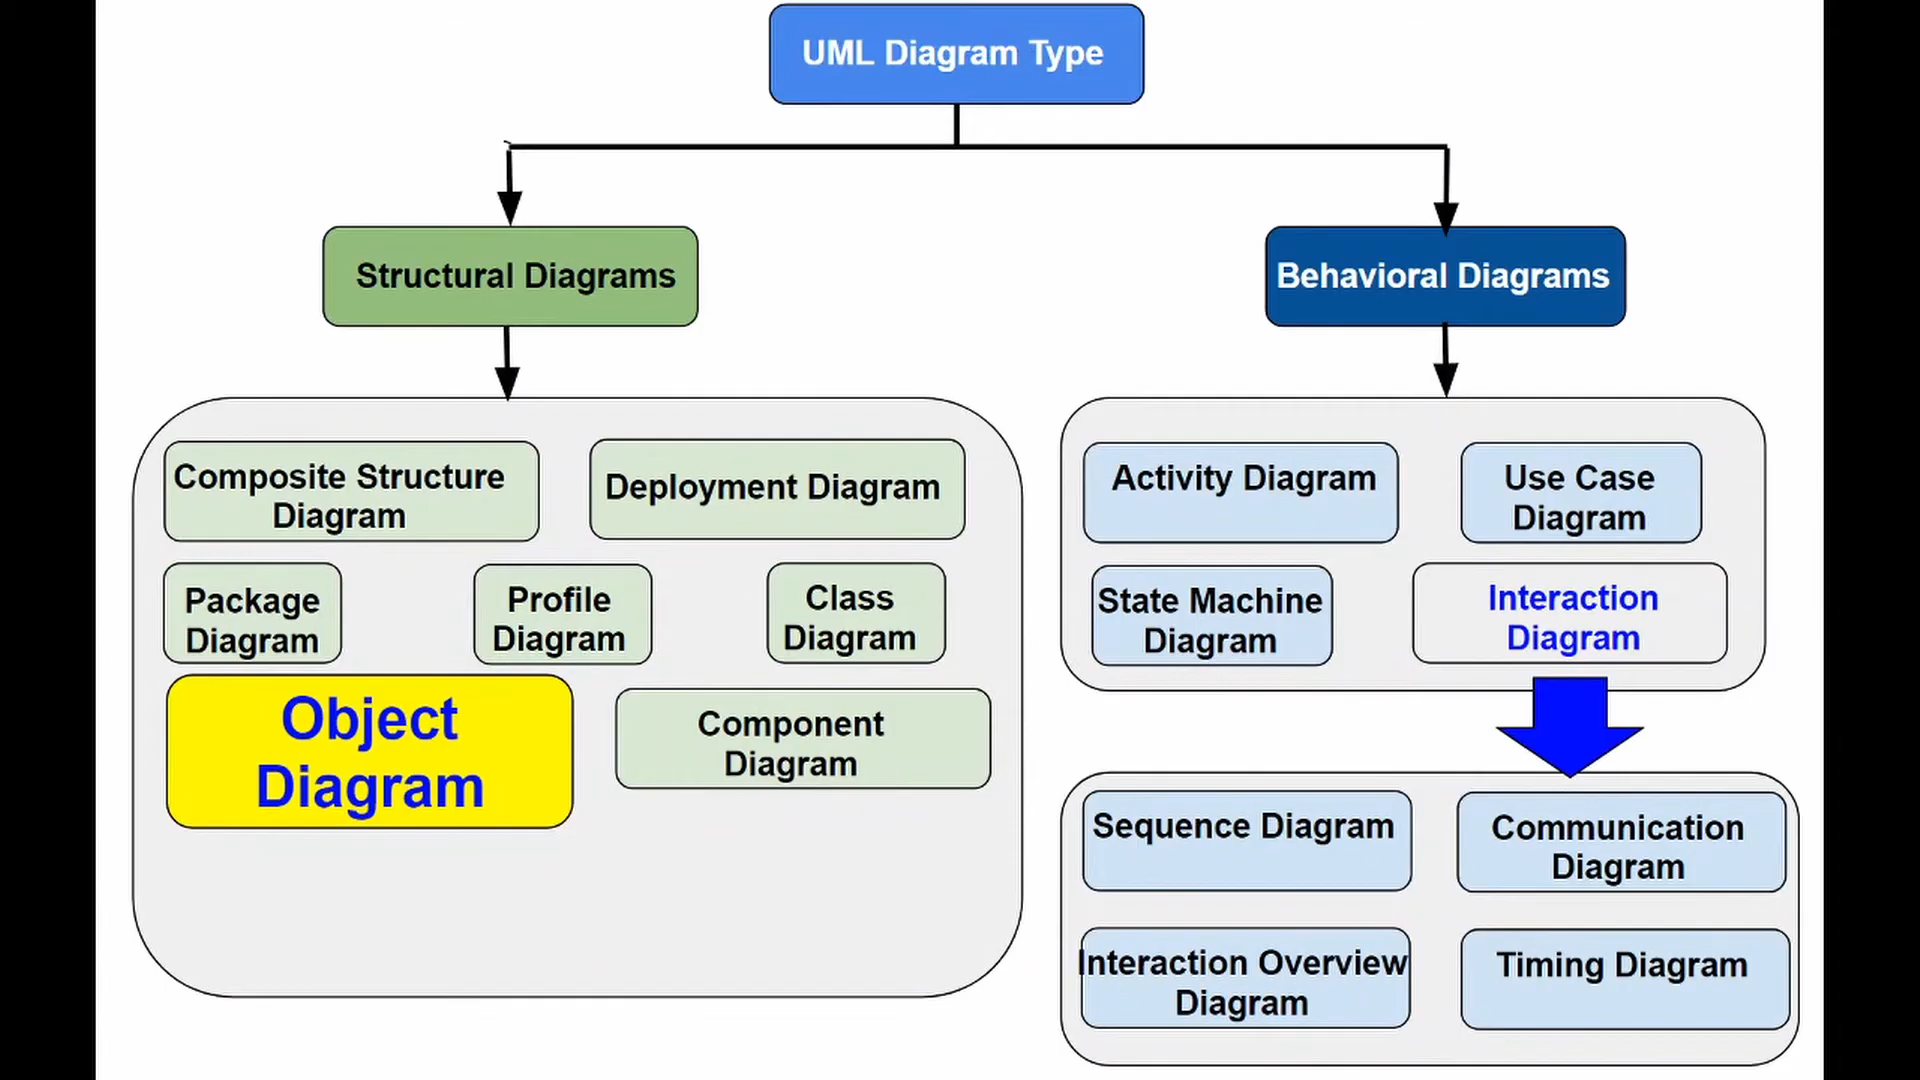 UML Diagram Type
Structural Diagrams
Behavioral Diagrams
Composite Structure
Diagram
Deployment Diagram
Package
Diagram
Profile
Diagram
Class
Diagram
Object
Diagram
Component
Diagram
Activity Diagram
Use Case
Diagram
State Machine
Diagram
Interaction
Diagram
Sequence Diagram
Communication
Diagram
Interaction Overview
Diagram
Timing Diagram